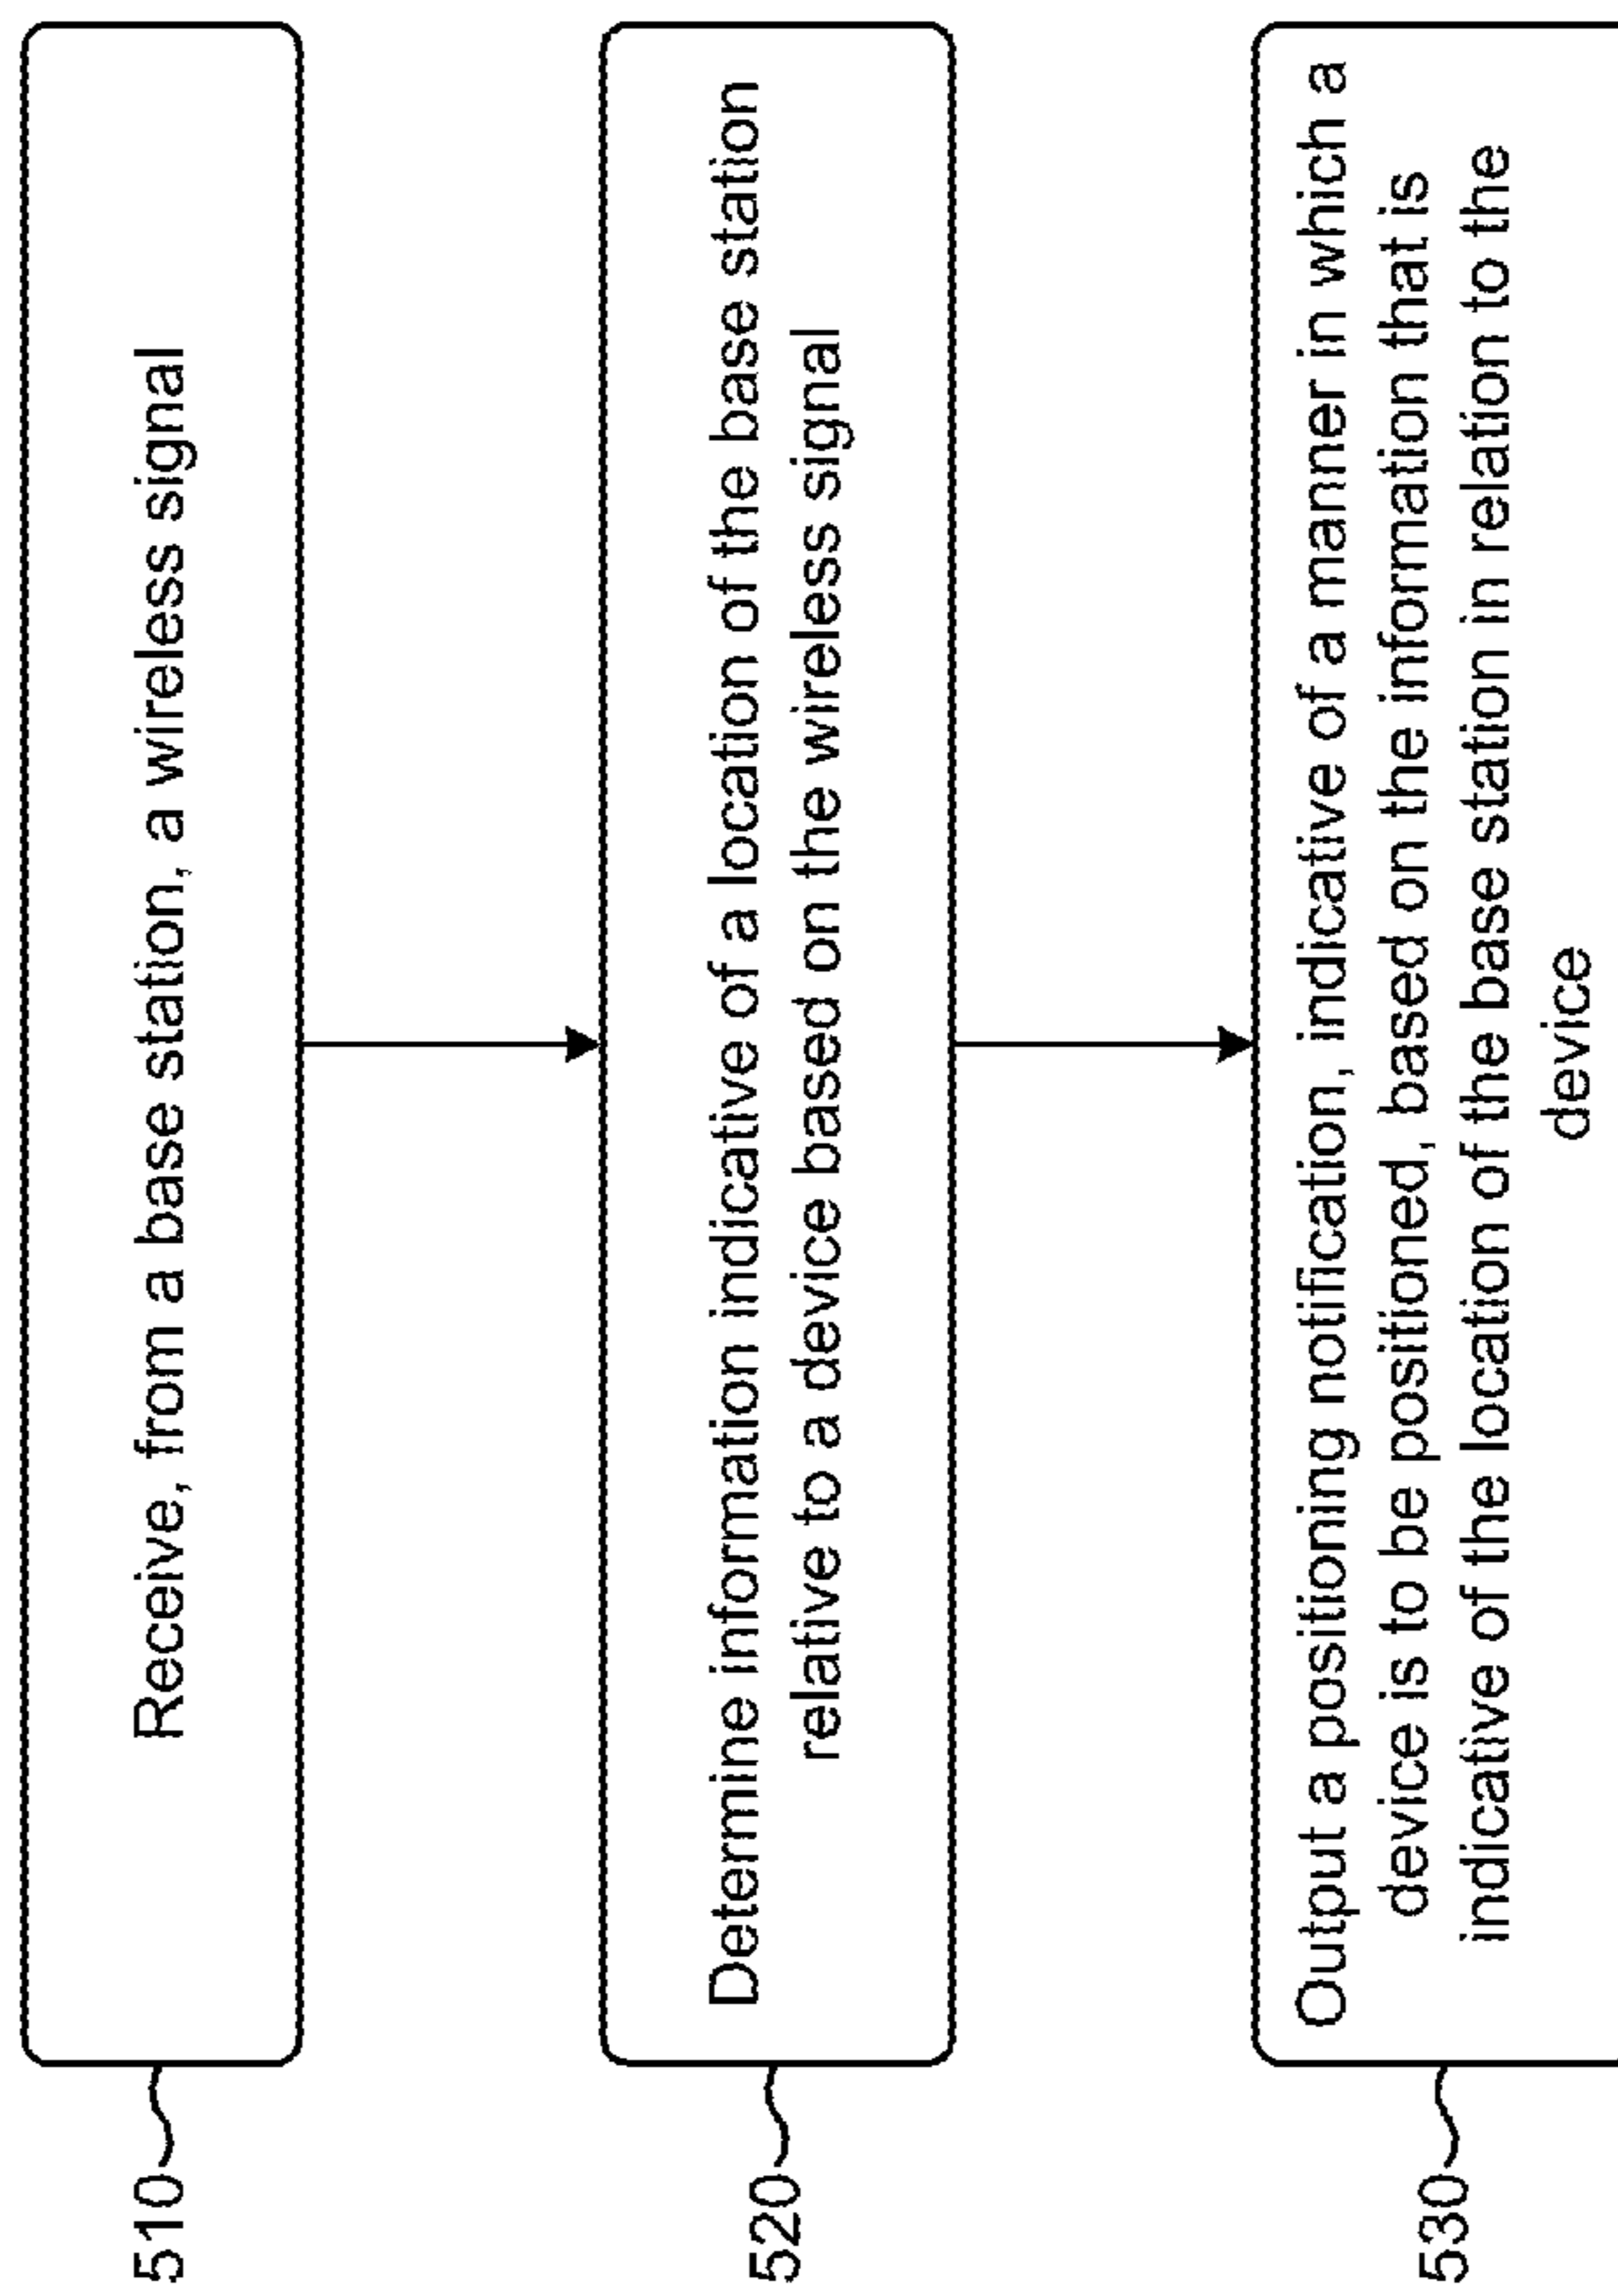 510
Receive, from a base station, a wireless signal
520
Determine information indicative of a location of the base station
relative to a device based on the wireless signal
530
Output a positioning notification, indicative of a manner in which a
device is to be positioned, based on the information that is
indicative of the location of the base station in relation to the
device